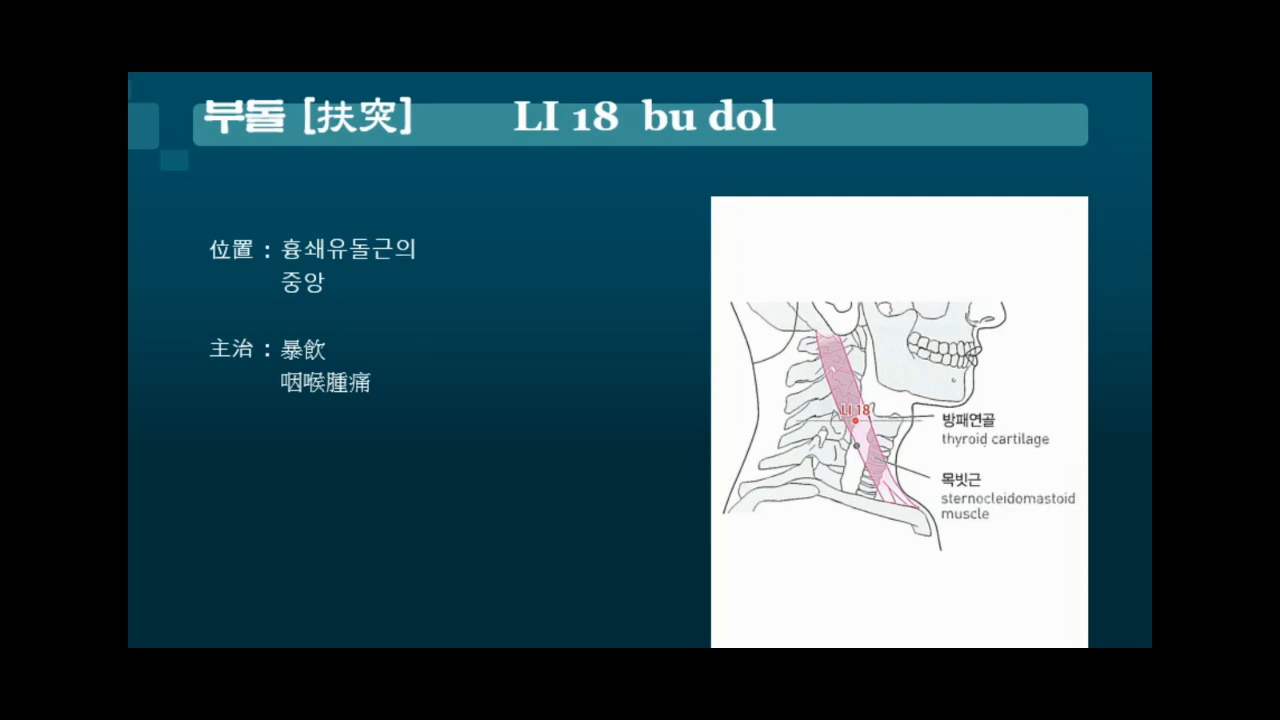 부돌 [扶突] LI 18 bu dol
位置 : 흉쇄유돌근의
중앙
主治 : 暴飮
咽喉腫痛
LI 18
방패연골
thyroid cartilage
목빗근
sternocleidomastoid
muscle